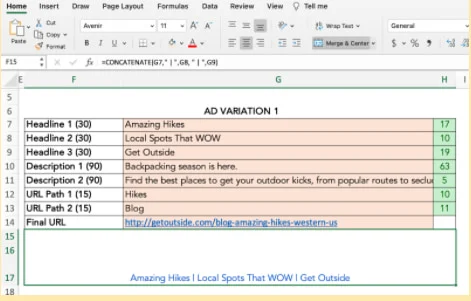 Home Insert Draw Page Layout Formulas Data Review View Tell me
Cut
Copy
Format
Paste
Avenir 11 A A
B I U A
Wrap Text
Merge & Center
General
$ % 9
F15 fx =CONCATENATE(G7," | ",G8, " | ",G9)
E F G H I
5
6 AD VARIATION 1
7 Headline 1 (30) Amazing Hikes 17
8 Headline 2 (30) Local Spots That WOW 10
9 Headline 3 (30) Get Outside 19
10 Description 1 (90) Backpacking season is here. 63
11 Description 2 (90) Find the best places to get your outdoor kicks, from popular routes to seclu 5
12 URL Path 1 (15) Hikes 10
13 URL Path 2 (15) Blog 11
14 Final URL http://getoutside.com/blog-amazing-hikes-western-us
15
16
17 Amazing Hikes | Local Spots That WOW | Get Outside
18